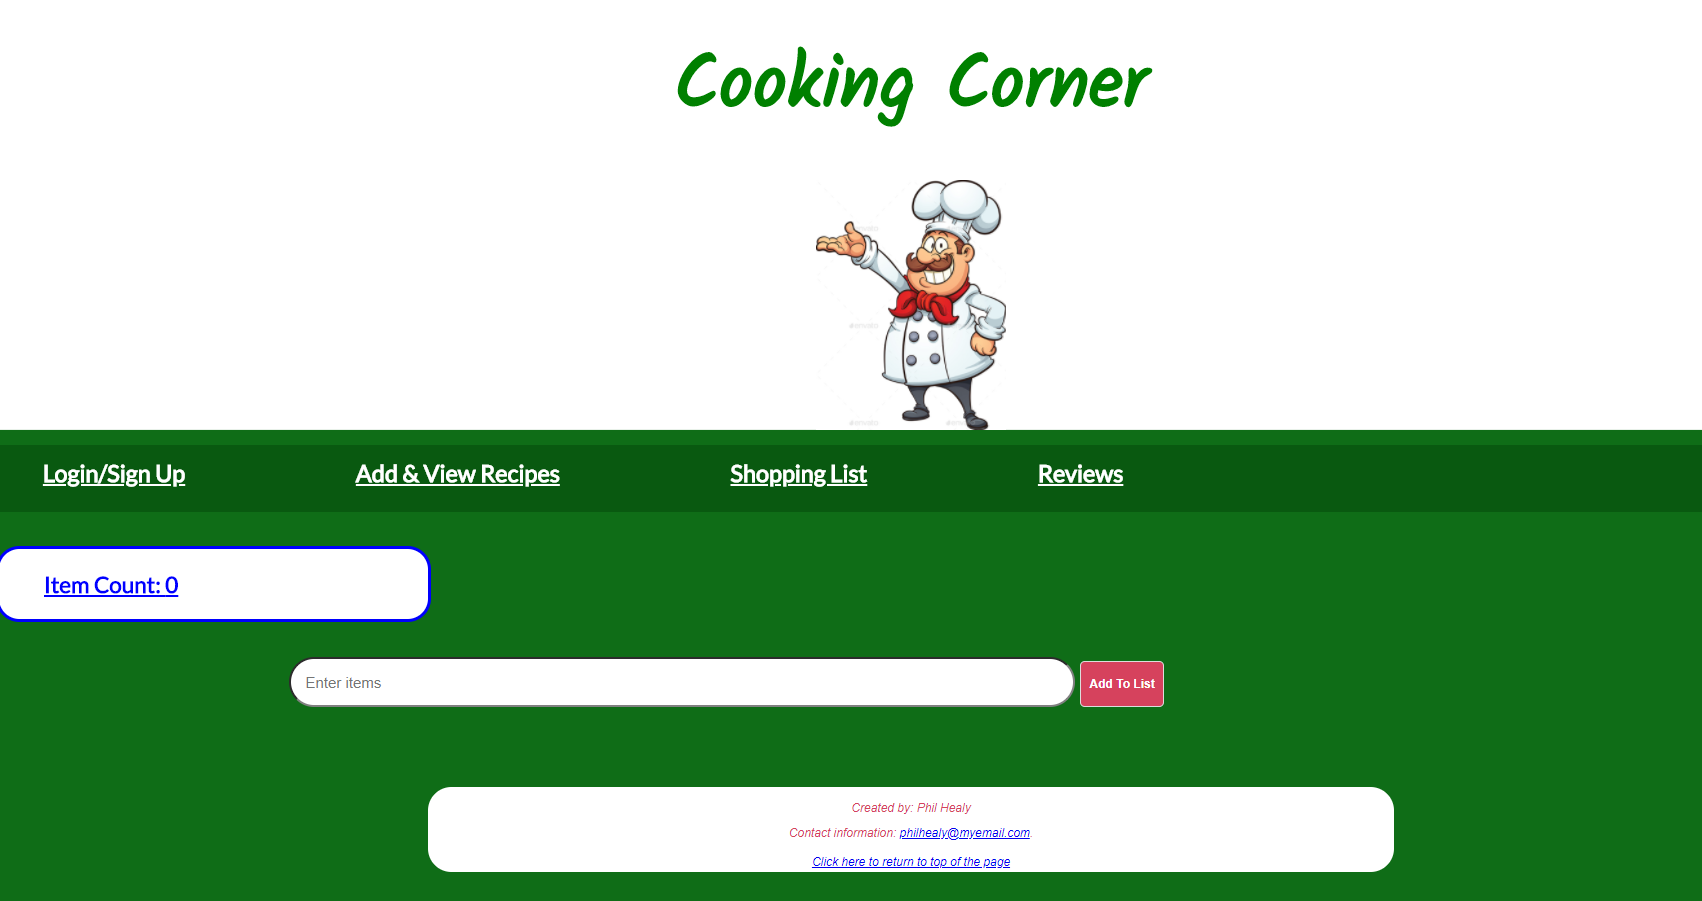 Cooking Corner
Login/Sign Up
Add & View Recipes
Shopping List
Reviews
Item Count: 0
Enter items
Add To List
Created by: Phil Healy
Contact information: philhealy@myemail.com.
Click here to return to top of the page